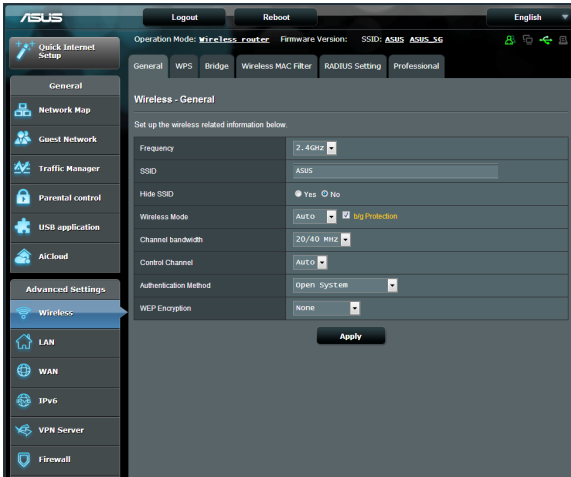 ASUS
Logout
Reboot
English
Quick Internet
Setup
Operation Mode: Wireless router Firmware Version: SSID: ASUS ASUS_5G
General WPS Bridge Wireless MAC Filter RADIUS Setting Professional
General
Network Map
Guest Network
Traffic Manager
Parental control
USB application
AiCloud
Advanced Settings
Wireless
LAN
WAN
IPv6
VPN Server
Firewall
Wireless - General
Set up the wireless related information below.
Frequency 2.4GHz
SSID ASUS
Hide SSID Yes No
Wireless Mode Auto b/g Protection
Channel bandwidth 20/40 MHz
Control Channel Auto
Authentication Method Open System
WEP Encryption None
Apply